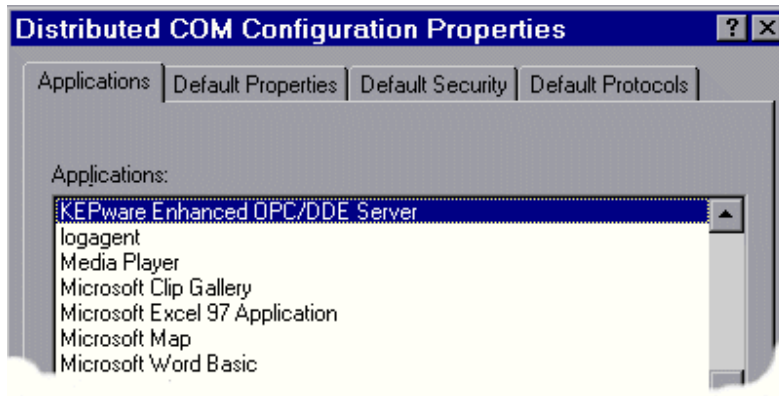 Distributed COM Configuration Properties
Applications Default Properties Default Security Default Protocols
Applications:
KEPware Enhanced OPC/DDE Server
logagent
Media Player
Microsoft Clip Gallery
Microsoft Excel 97 Application
Microsoft Map
Microsoft Word Basic